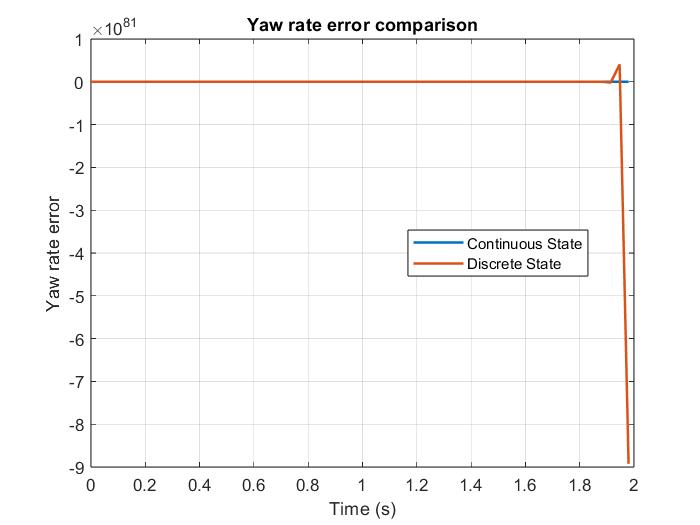 Yaw rate error comparison
×10^81
1
0
-1
-2
-3
-4
-5
-6
-7
-8
-9
Yaw rate error
Continuous State
Discrete State
0 0.2 0.4 0.6 0.8 1 1.2 1.4 1.6 1.8 2
Time (s)